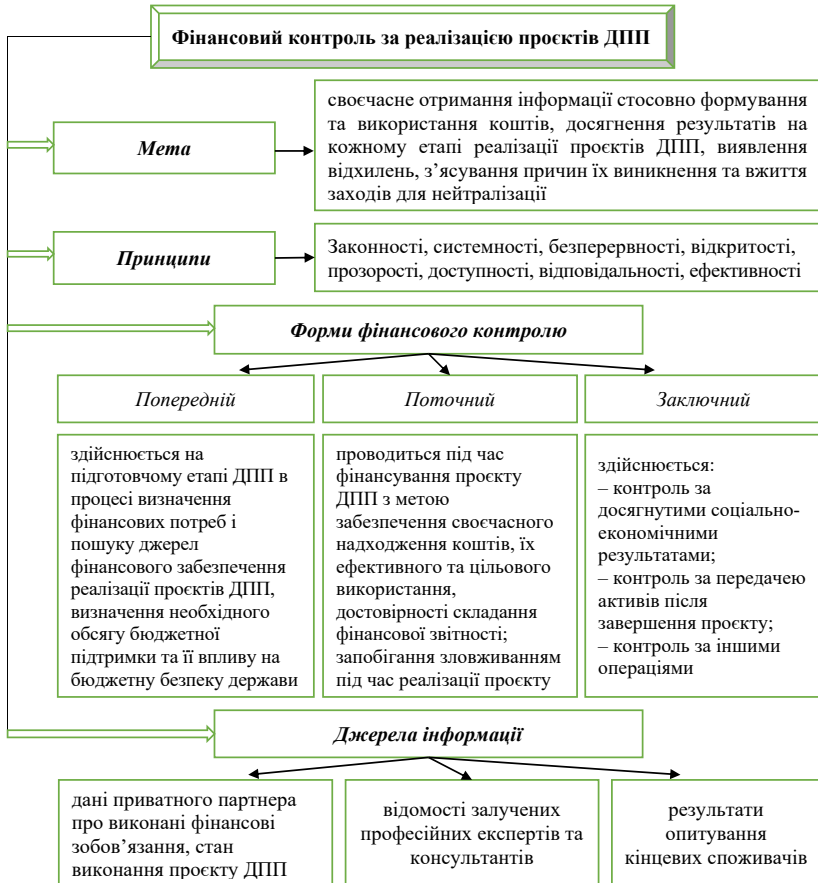 Фінансовий контроль за реалізацією проєктів ДПП
Мета
своєчасне отримання інформації стосовно формування
та використання коштів, досягнення результатів на
кожному етапі реалізації проєктів ДПП, виявлення
відхилень, з’ясування причин їх виникнення та вжиття
заходів для нейтралізації
Принципи
Законності, системності, безперервності, відкритості,
прозорості, доступності, відповідальності, ефективності
Форми фінансового контролю
Попередній
Поточний
Заключний
здійснюється на
підготовчому етапі ДПП в
процесі визначення
фінансових потреб і
пошуку джерел
фінансового забезпечення
реалізації проєктів ДПП,
визначення необхідного
обсягу бюджетної
підтримки та її впливу на
бюджетну безпеку держави
проводиться під час
фінансування проєкту
ДПП з метою
забезпечення своєчасного
надходження коштів, їх
ефективного та цільового
використання,
достовірності складання
фінансової звітності;
запобігання зловживанням
під час реалізації проєкту
здійснюється:
– контроль за
досягнутими соціально-
економічними
результатами;
– контроль за передачею
активів після
завершення проєкту;
– контроль за іншими
операціями
Джерела інформації
дані приватного партнера
про виконані фінансові
зобов’язання, стан
виконання проєкту ДПП
відомості залучених
професійних експертів та
консультантів
результати
опитування
кінцевих споживачів